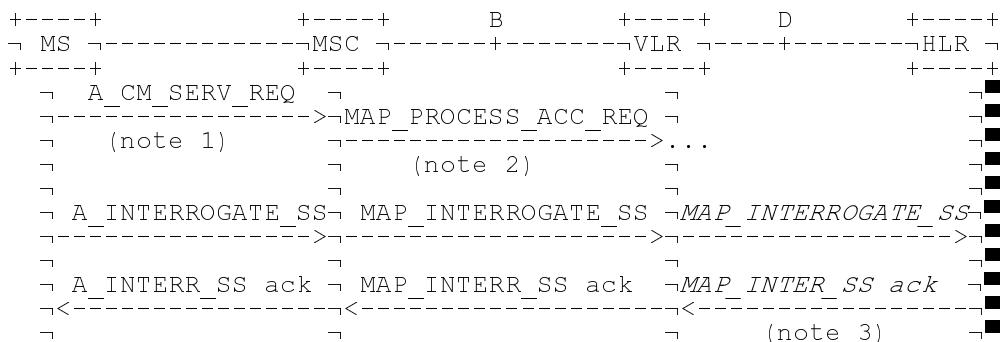 B D
MS MSC VLR HLR
A_CM_SERV_REQ
MAP_PROCESS_ACC_REQ
(note 1) ...
(note 2)
A_INTERROGATE_SS MAP_INTERROGATE_SS MAP_INTERROGATE_SS
A_INTERR_SS ack MAP_INTERR_SS ack MAP_INTER_SS ack
(note 3)